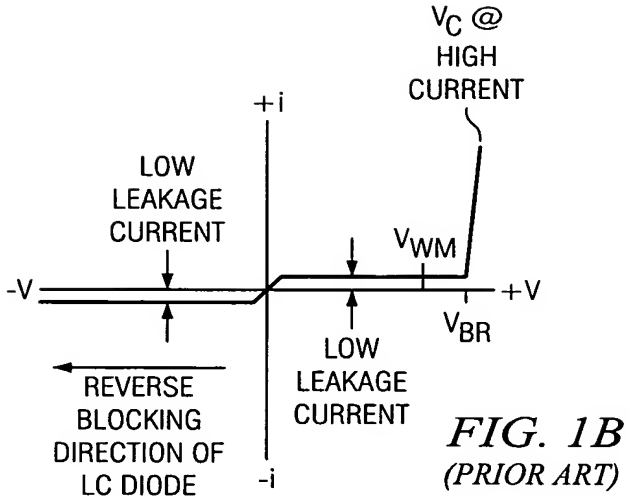 V_C @
HIGH
CURRENT
+i
LOW
LEAKAGE
CURRENT
V_WM
-V
+V
V_BR
LOW
LEAKAGE
CURRENT
REVERSE
BLOCKING
DIRECTION OF
LC DIODE
-i
FIG. 1B
(PRIOR ART)